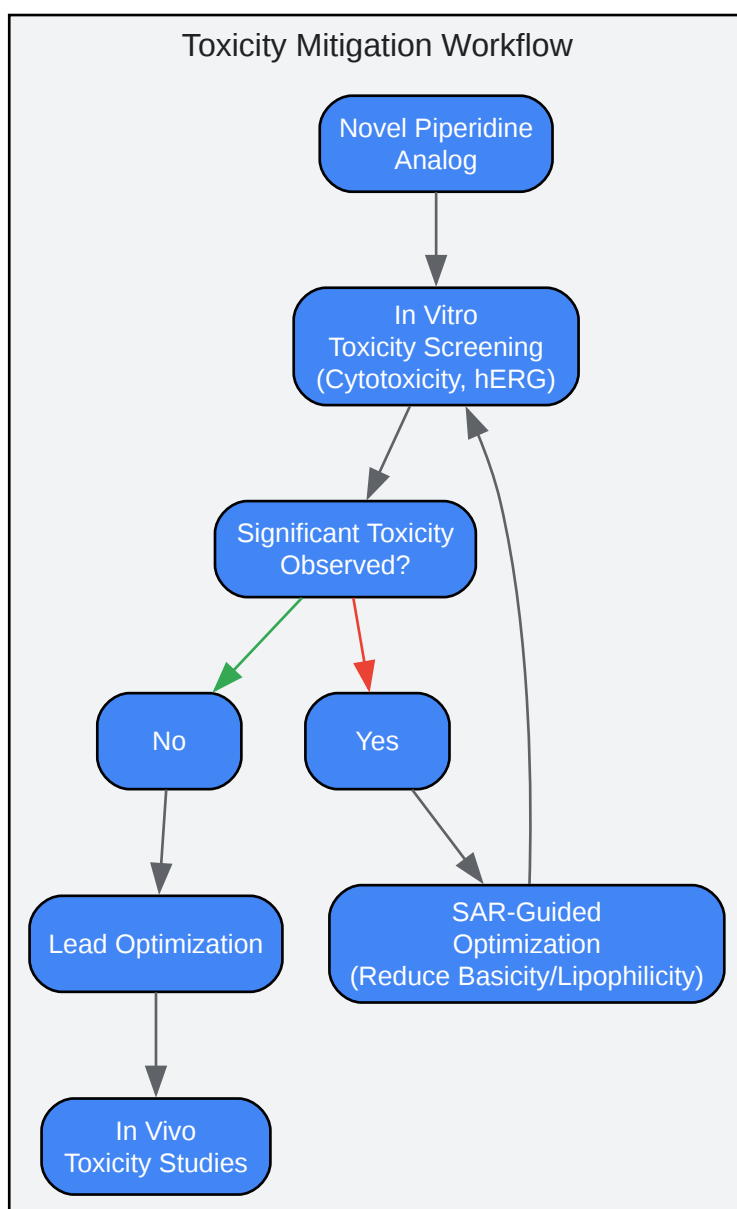 Toxicity Mitigation Workflow
Novel Piperidine
Analog
In Vitro
Toxicity Screening
(Cytotoxicity, hERG)
Significant Toxicity
Observed?
No
Yes
Lead Optimization
SAR-Guided
Optimization
(Reduce Basicity/Lipophilicity)
In Vivo
Toxicity Studies